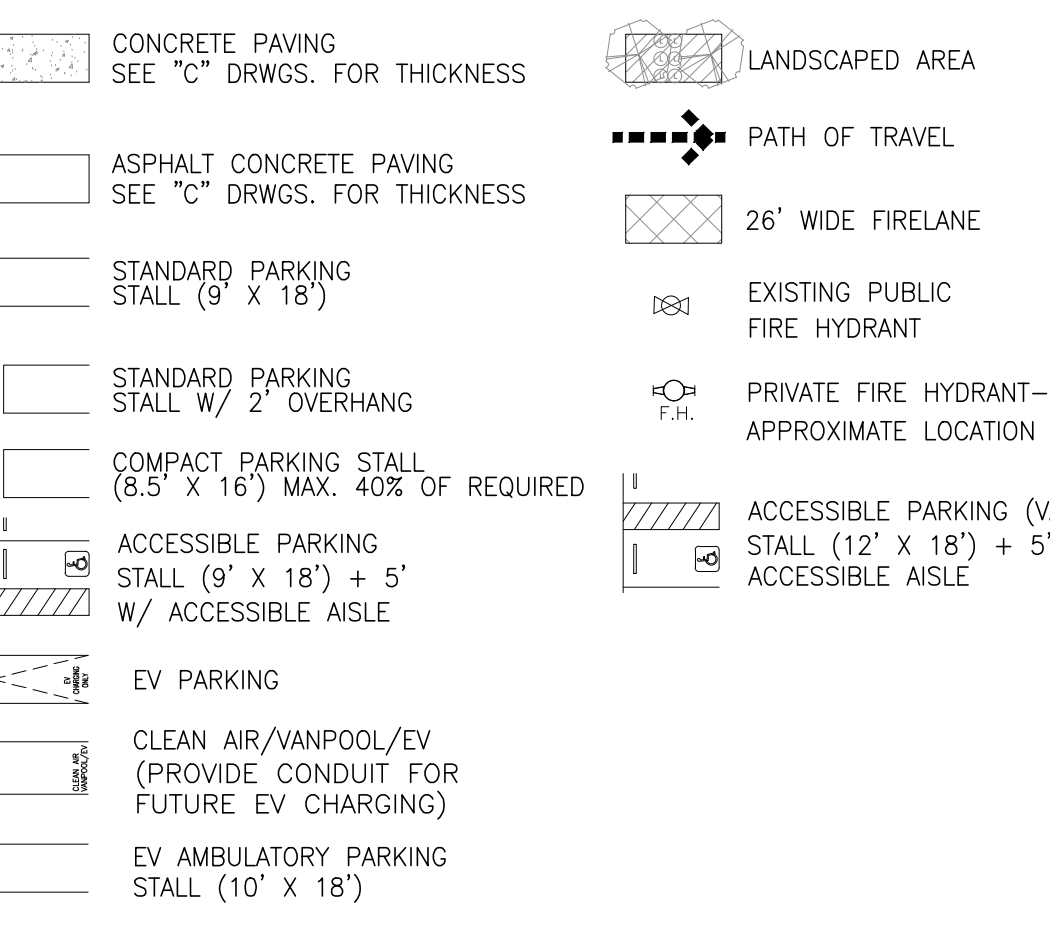 CONCRETE PAVING
SEE "C" DRWGS. FOR THICKNESS
ASPHALT CONCRETE PAVING
SEE "C" DRWGS. FOR THICKNESS
STANDARD PARKING
STALL (9' X 18')
STANDARD PARKING
STALL W/ 2' OVERHANG
COMPACT PARKING STALL
(8.5' X 16') MAX. 40% OF REQUIRED
ACCESSIBLE PARKING
STALL (9' X 18') + 5'
W/ ACCESSIBLE AISLE
EV
CHARGING
ONLY
EV PARKING
CLEAN AIR
VANPOOL/EV
CLEAN AIR/VANPOOL/EV
(PROVIDE CONDUIT FOR
FUTURE EV CHARGING)
EV AMBULATORY PARKING
STALL (10' X 18')
LANDSCAPED AREA
PATH OF TRAVEL
26' WIDE FIRELANE
EXISTING PUBLIC
FIRE HYDRANT
F.H.
PRIVATE FIRE HYDRANT-
APPROXIMATE LOCATION
ACCESSIBLE PARKING
STALL (12' X 18') + 5'
ACCESSIBLE AISLE